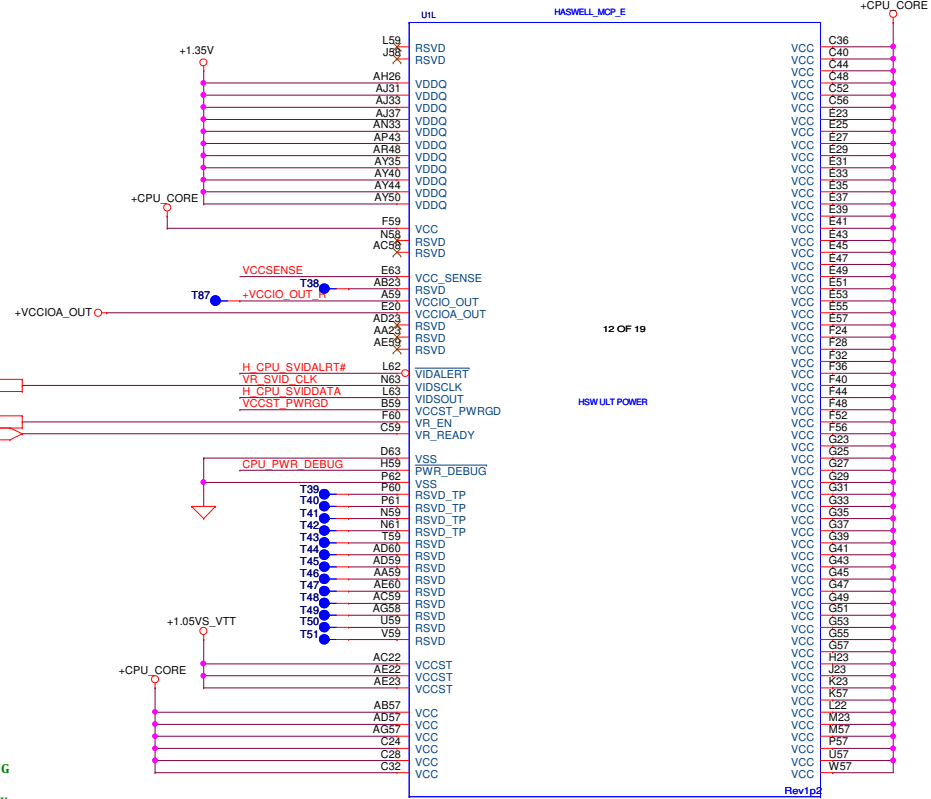 U1L
HASWELL_MCP_E
+CPU_CORE
+1.35V
L59 RSVD
J58 RSVD
AH26 VDDQ
AJ31 VDDQ
AJ33 VDDQ
AJ37 VDDQ
AN33 VDDQ
AP43 VDDQ
AR48 VDDQ
AY35 VDDQ
AY40 VDDQ
AY44 VDDQ
AY50 VDDQ
+CPU_CORE
F59 VCC
N58 RSVD
AC58 RSVD
VCCSENSE E63 VCC_SENSE
T38 AB23 RSVD
T87 +VCCIO_OUT_R A59 VCCIO_OUT
+VCCIOA_OUT E20 VCCIOA_OUT
AD23 RSVD
AA23 RSVD
AE59 RSVD
H_CPU_SVIDALRT# L62 VIDALERT
VR_SVID_CLK N63 VIDSCLK
H_CPU_SVIDDATA L63 VIDSOUT
VCCST_PWRGD B59 VCCST_PWRGD
F60 VR_EN
C59 VR_READY
D63 VSS
CPU_PWR_DEBUG H59 PWR_DEBUG
P62 VSS
T39 P60 RSVD_TP
T40 P61 RSVD_TP
T41 N59 RSVD_TP
T42 N61 RSVD_TP
T43 T59 RSVD
T44 AD60 RSVD
T45 AD59 RSVD
T46 AA59 RSVD
T47 AE60 RSVD
T48 AC59 RSVD
T49 AG58 RSVD
T50 U59 RSVD
T51 V59 RSVD
+1.05VS_VTT
AC22 VCCST
AE22 VCCST
AE23 VCCST
+CPU_CORE
AB57 VCC
AD57 VCC
AG57 VCC
C24 VCC
C28 VCC
C32 VCC
12 OF 19
HSW ULT POWER
VCC C36
VCC C40
VCC C44
VCC C48
VCC C52
VCC C56
VCC E23
VCC E25
VCC E27
VCC E29
VCC E31
VCC E33
VCC E35
VCC E37
VCC E39
VCC E41
VCC E43
VCC E45
VCC E47
VCC E49
VCC E51
VCC E53
VCC E55
VCC E57
VCC F24
VCC F28
VCC F32
VCC F36
VCC F40
VCC F44
VCC F48
VCC F52
VCC F56
VCC G23
VCC G25
VCC G27
VCC G29
VCC G31
VCC G33
VCC G35
VCC G37
VCC G39
VCC G41
VCC G43
VCC G45
VCC G47
VCC G49
VCC G51
VCC G53
VCC G55
VCC G57
VCC H23
VCC J23
VCC K23
VCC K57
VCC L22
VCC M23
VCC M57
VCC P57
VCC U57
VCC W57
Rev1p2
G